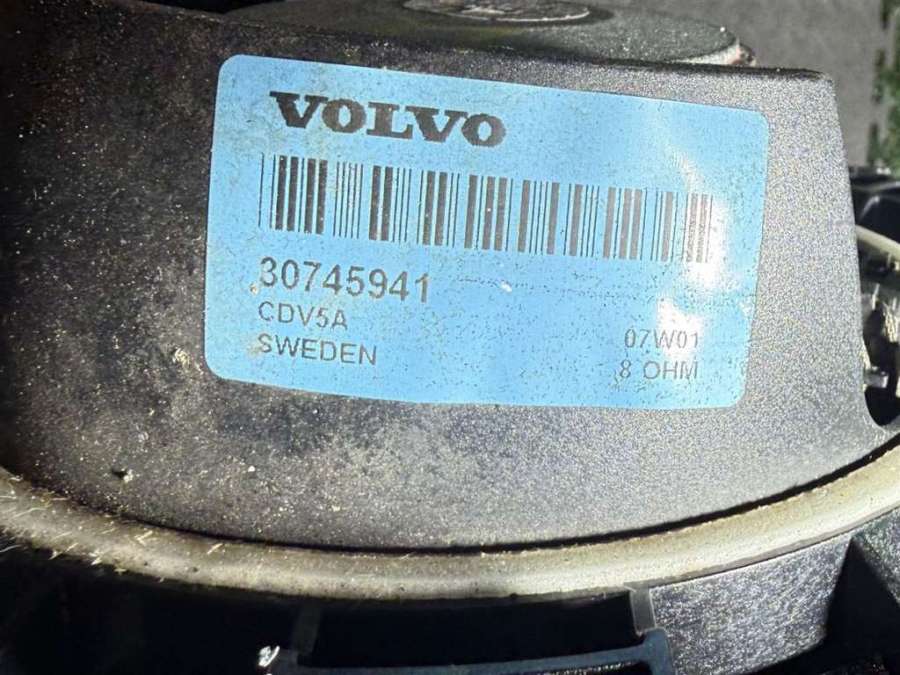 VOLVO
30745941
CDV5A
07W01
SWEDEN
8 OHM